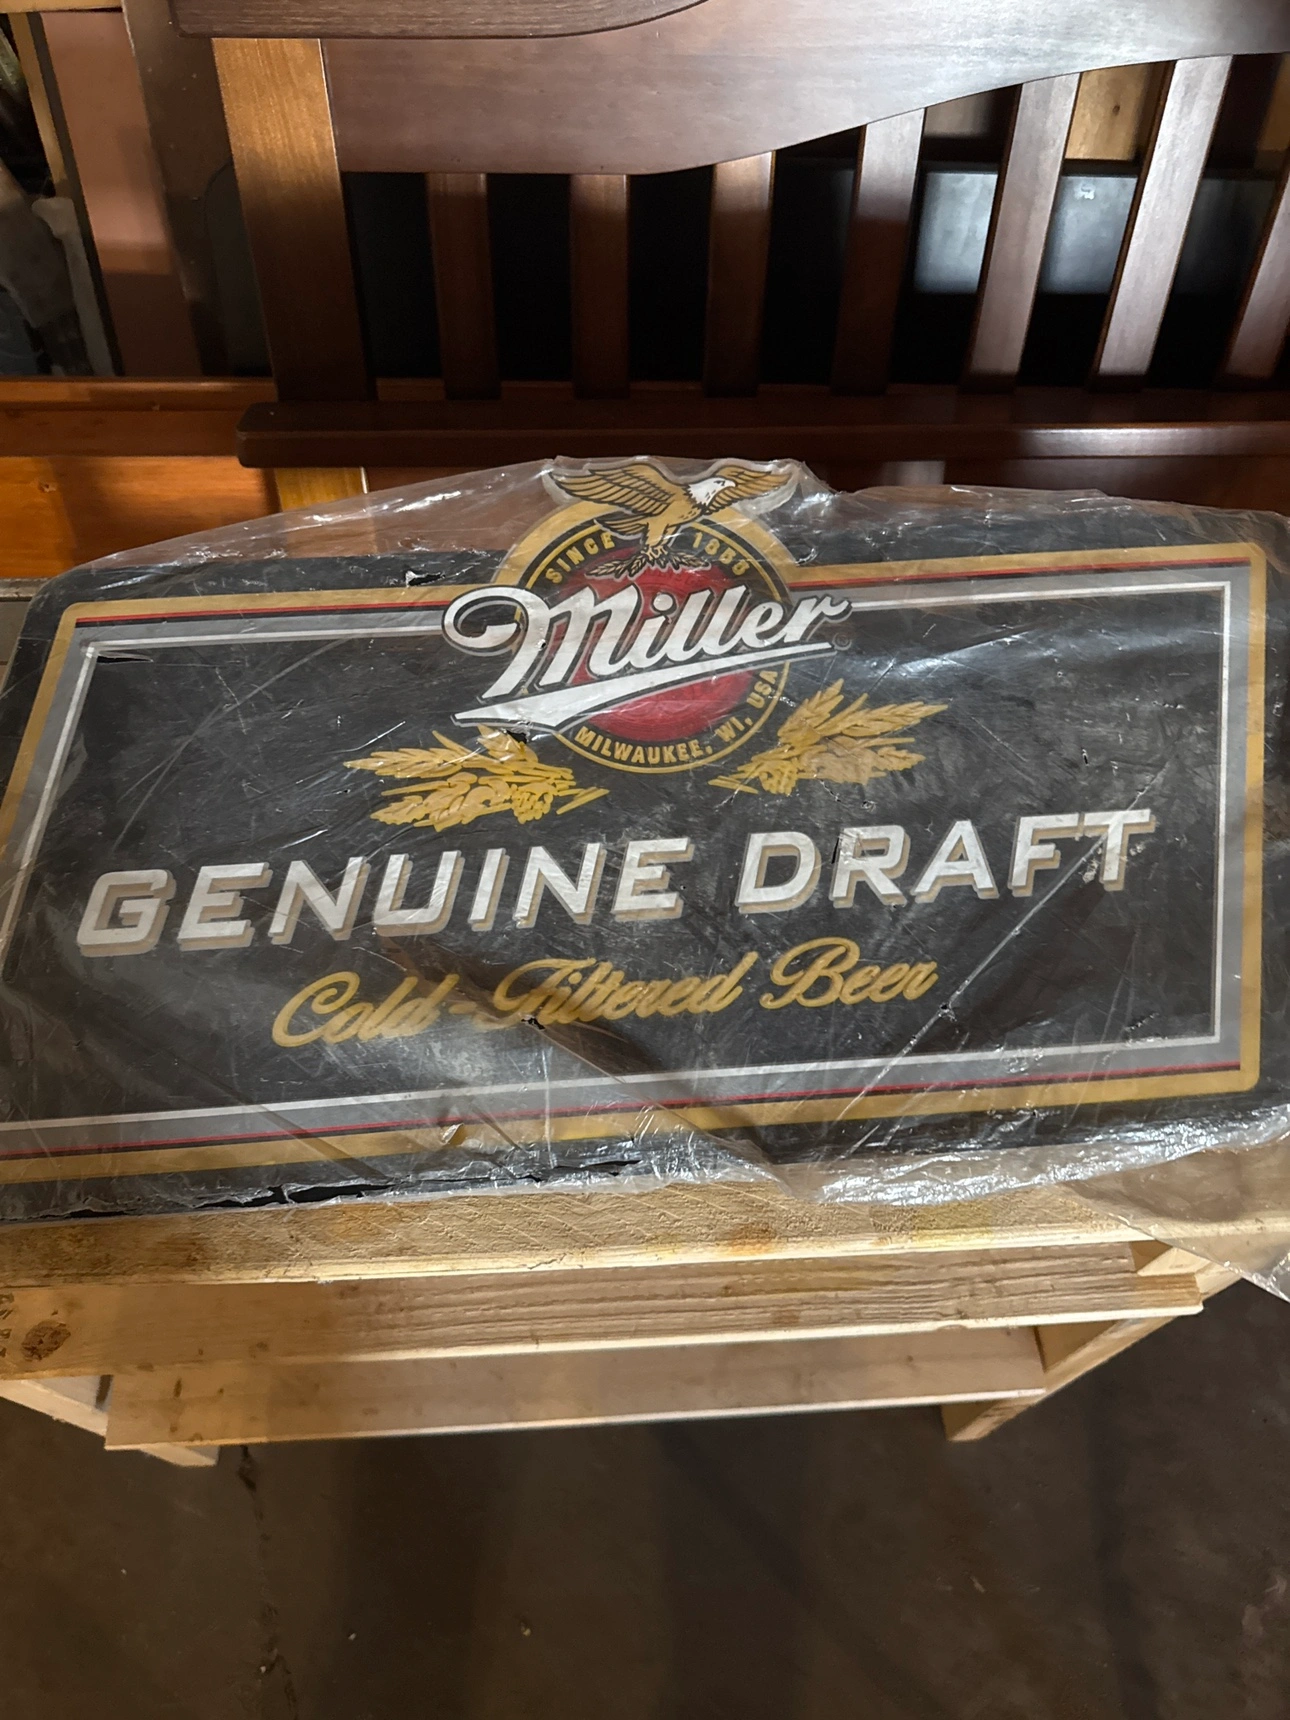 SINCE 1855
Miller
MILWAUKEE, WI, USA
GENUINE DRAFT
Cold-Filtered Beer